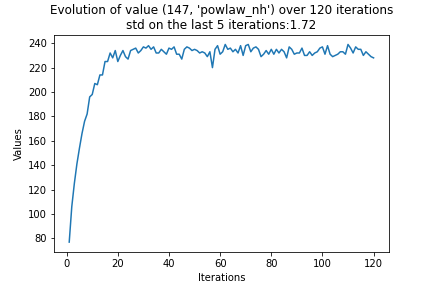 Evolution of value (147, 'powlaw_nh') over 120 iterations
std on the last 5 iterations:1.72
240
220
200
180
160
140
120
100
80
Values
0 20 40 60 80 100 120
Iterations